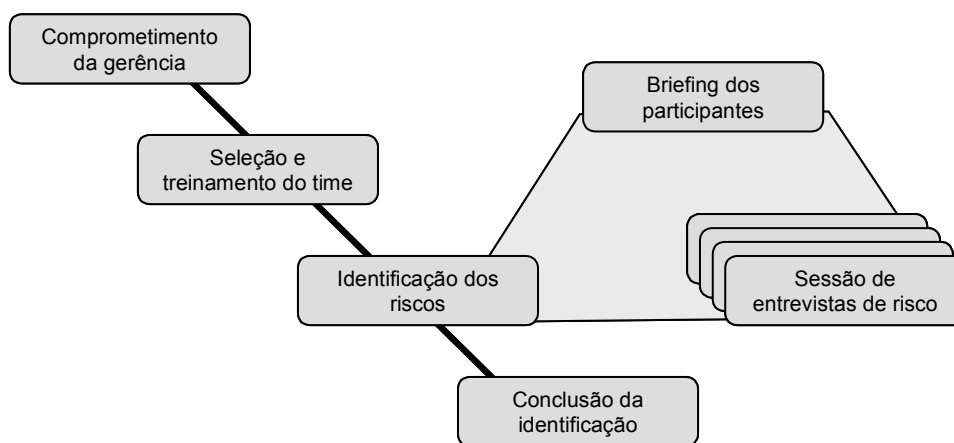 Comprometimento
da gerência
Briefing dos
participantes
Seleção e
treinamento do time
Identificação dos
riscos
Sessão de
entrevistas de risco
Conclusão da
identificação